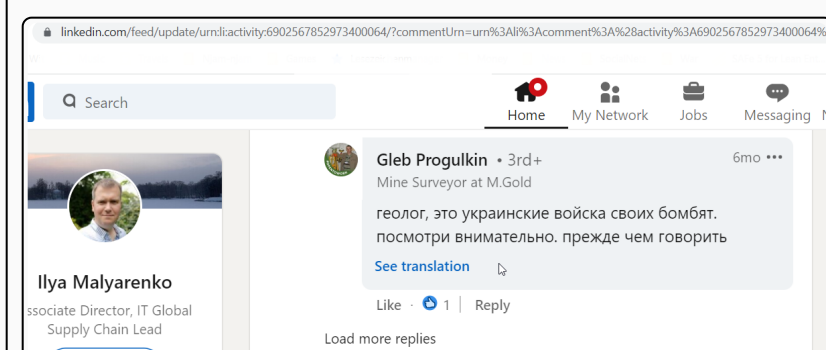 linkedin.com/feed/update/urn:li:activity:6902567852973400064/?commentUrn=urn%3Ali%3Acomment%3A%28activity%3A6902567852973400064%
Search
Home
My Network
Jobs
Messaging
Gleb Progulkin • 3rd+
6mo •••
Mine Surveyor at M.Gold
геолог, это украинские войска своих бомбят.
посмотри внимательно. прежде чем говорить
See translation
Like · 1 | Reply
Load more replies
Ilya Malyarenko
ssociate Director, IT Global
Supply Chain Lead